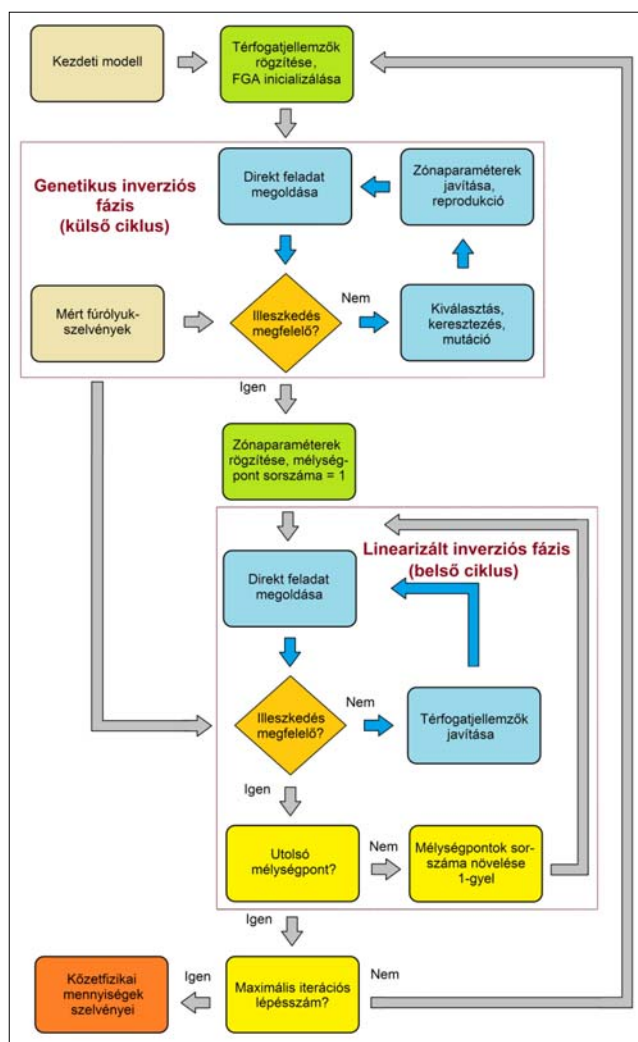 Kezdeti modell
Térfogatjellemzők
rögzítése,
FGA inicializálása
Genetikus inverziós
fázis
(külső ciklus)
Direkt feladat
megoldása
Zónaparaméterek
javítása,
reprodukció
Mért fúrólyuk-
szelvények
Illeszkedés
megfelelő?
Nem
Kiválasztás,
keresztezés,
mutáció
Igen
Zónaparaméterek
rögzítése, mélység-
pont sorszáma = 1
Linearizált inverziós fázis
(belső ciklus)
Direkt feladat
megoldása
Illeszkedés
megfelelő?
Nem
Térfogatjellemzők
javítása
Igen
Utolsó
mélységpont?
Nem
Mélységpontok sor-
száma növelése
1-gyel
Igen
Kőzetfizikai
mennyiségek
szelvényei
Igen
Maximális iterációs
lépésszám?
Nem